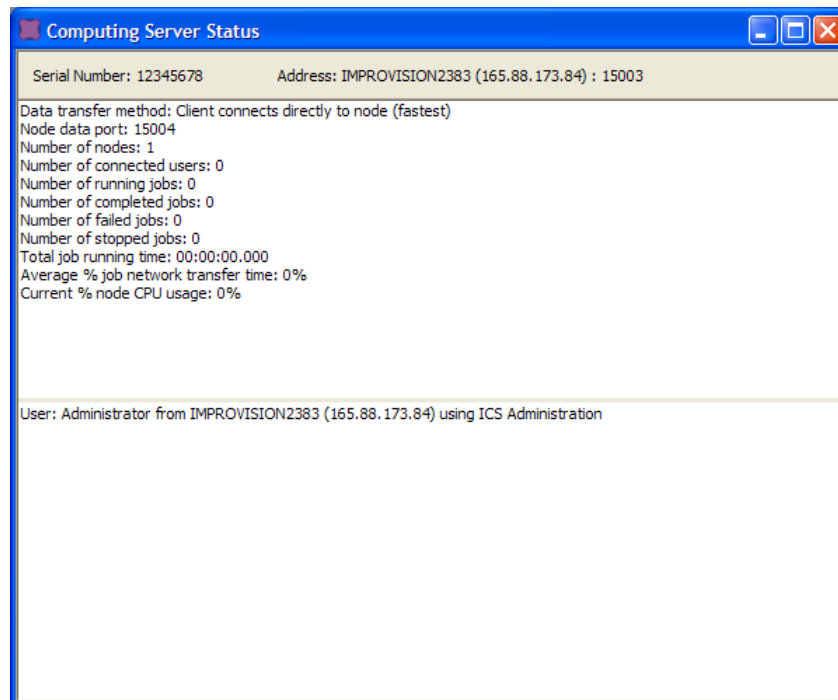 Computing Server Status
Serial Number: 12345678 Address: IMPROVISION2383 (165.88.173.84) : 15003
Data transfer method: Client connects directly to node (fastest)
Node data port: 15004
Number of nodes: 1
Number of connected users: 0
Number of running jobs: 0
Number of completed jobs: 0
Number of failed jobs: 0
Number of stopped jobs: 0
Total job running time: 00:00:00.000
Average % job network transfer time: 0%
Current % node CPU usage: 0%
User: Administrator from IMPROVISION2383 (165.88.173.84) using ICS Administration